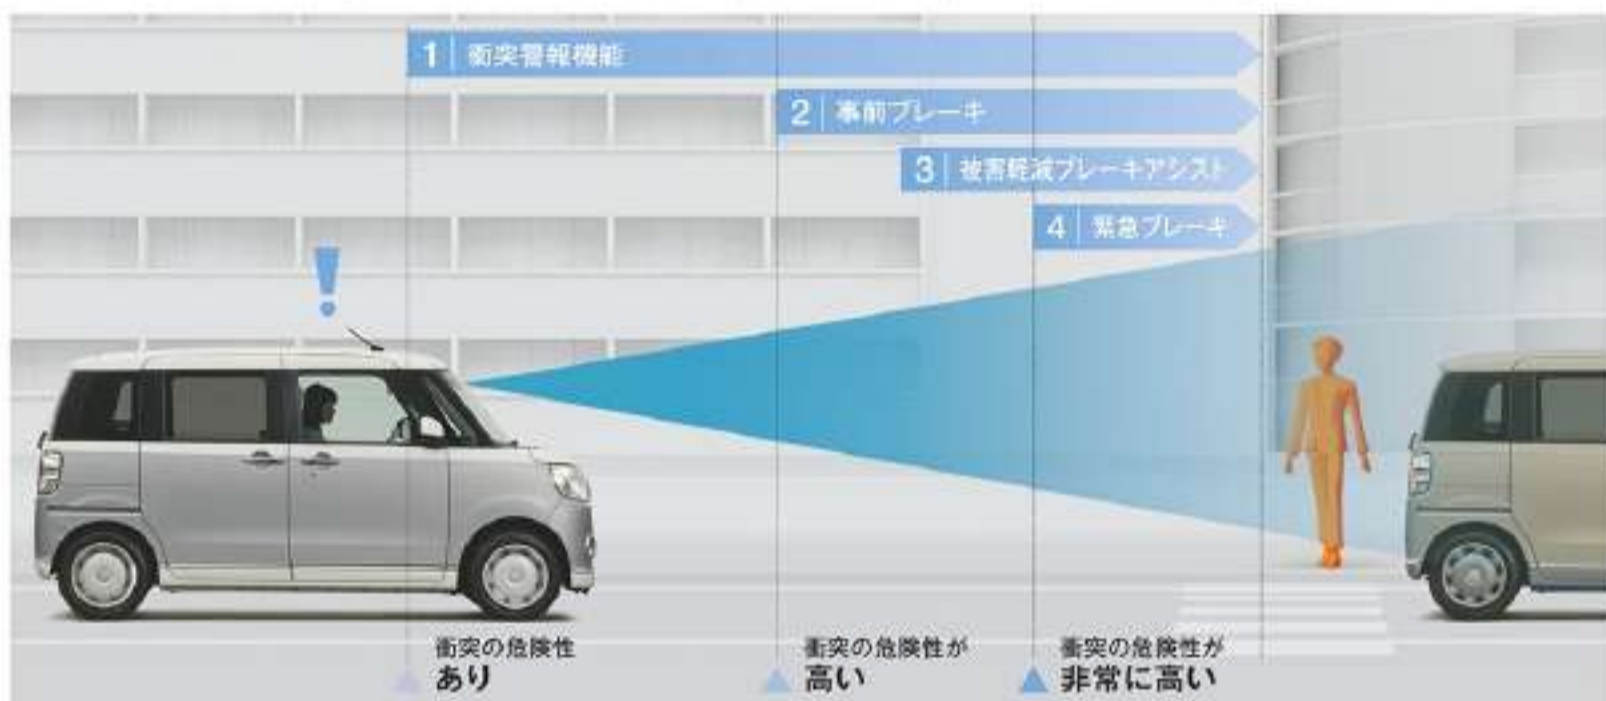 1 衝突警報機能
2 事前ブレーキ
3 被害軽減ブレーキアシスト
4 緊急ブレーキ
!
衝突の危険性
あり
衝突の危険性が
高い
衝突の危険性が
非常に高い